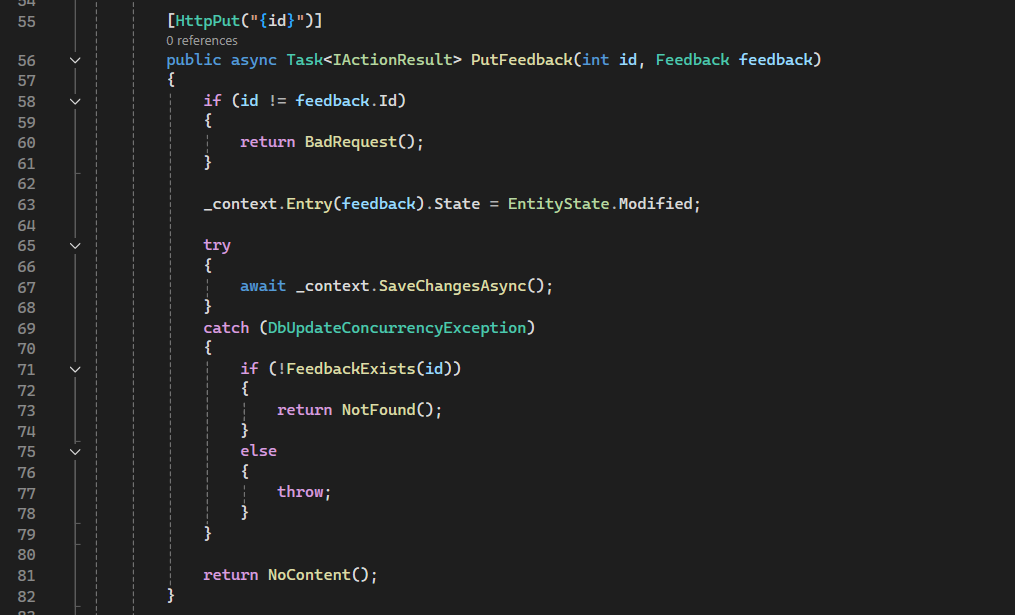 54
55 [HttpPut("{id}")]
0 references
56 public async Task<IActionResult> PutFeedback(int id, Feedback feedback)
57 {
58 if (id != feedback.Id)
59 {
60 return BadRequest();
61 }
62
63 _context.Entry(feedback).State = EntityState.Modified;
64
65 try
66 {
67 await _context.SaveChangesAsync();
68 }
69 catch (DbUpdateConcurrencyException)
70 {
71 if (!FeedbackExists(id))
72 {
73 return NotFound();
74 }
75 else
76 {
77 throw;
78 }
79 }
80
81 return NoContent();
82 }
83